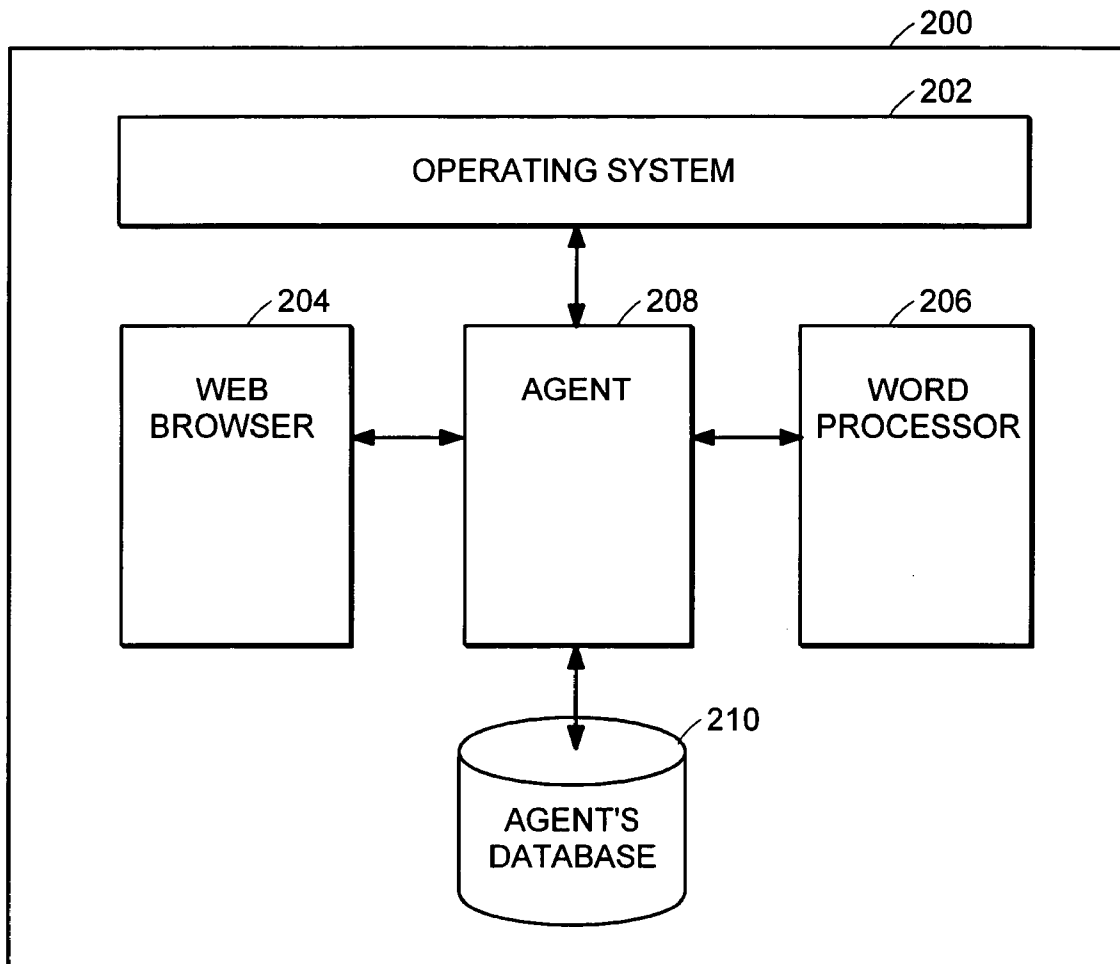 200
202
OPERATING SYSTEM
204
208
206
WEB
BROWSER
AGENT
WORD
PROCESSOR
210
AGENT'S
DATABASE